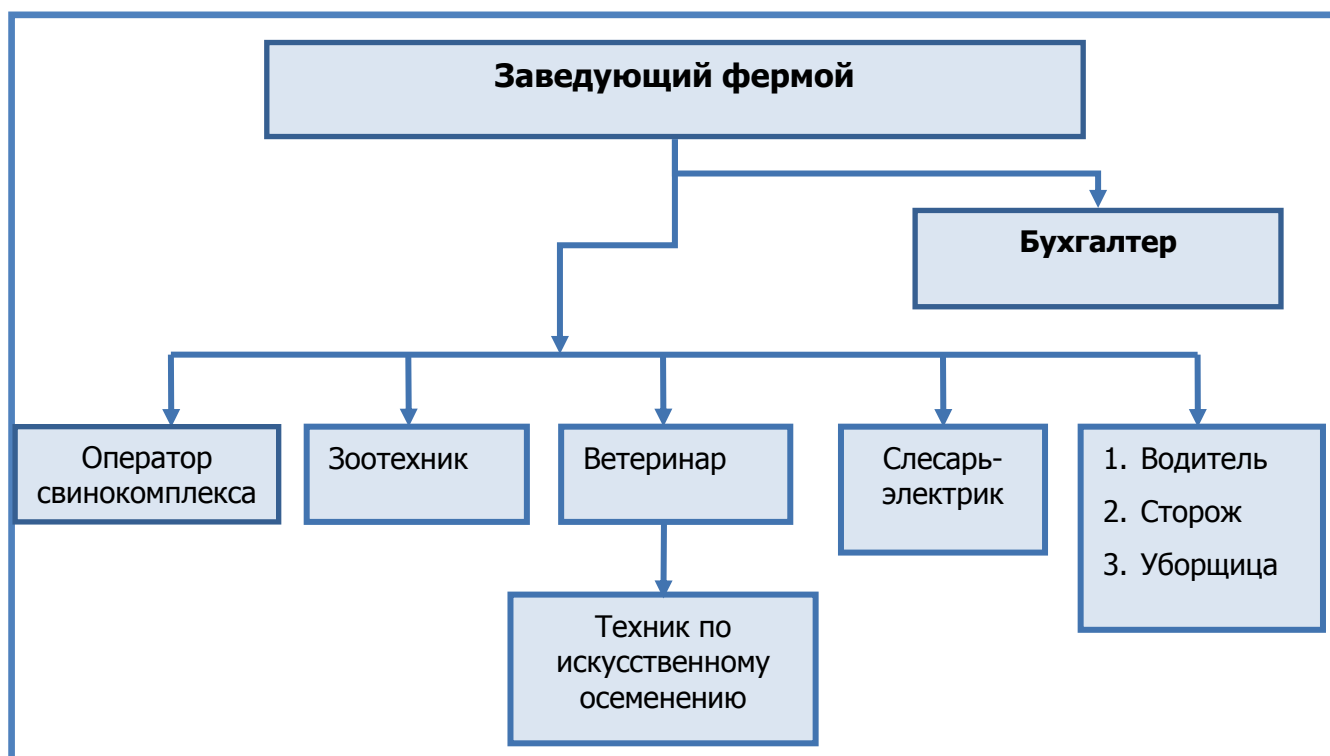 Заведующий фермой
Бухгалтер
Оператор
свинокомплекса
Зоотехник
Ветеринар
Слесарь-
электрик
1. Водитель
2. Сторож
3. Уборщица
Техник по
искусственному
осеменению